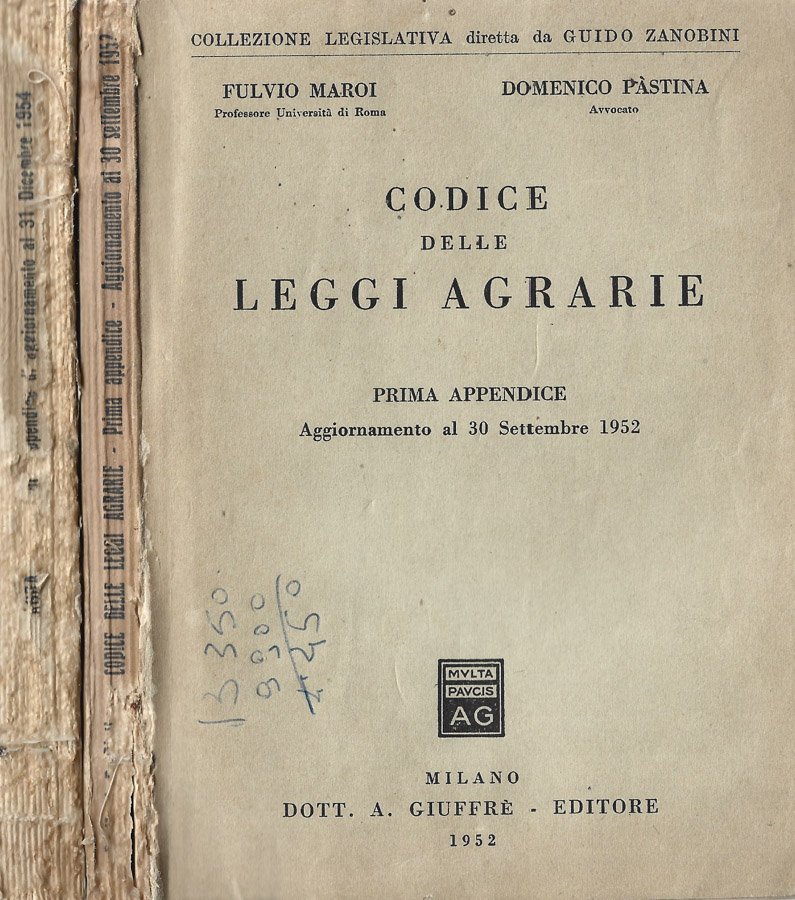 COLLEZIONE LEGISLATIVA diretta da GUIDO ZANOBINI
FULVIO MAROI
Professore Università di Roma
DOMENICO PÀSTINA
Avvocato
CODICE
DELLE
LEGGI AGRARIE
PRIMA APPENDICE
Aggiornamento al 30 Settembre 1952
MVLTA
PAVCIS
AG
MILANO
DOTT. A. GIUFFRÈ - EDITORE
1952
CODICE DELLE LEGGI AGRARIE - Prima appendice - Aggiornamento al 30 settembre 1952
aggiornamento al 31 Dicembre 1954